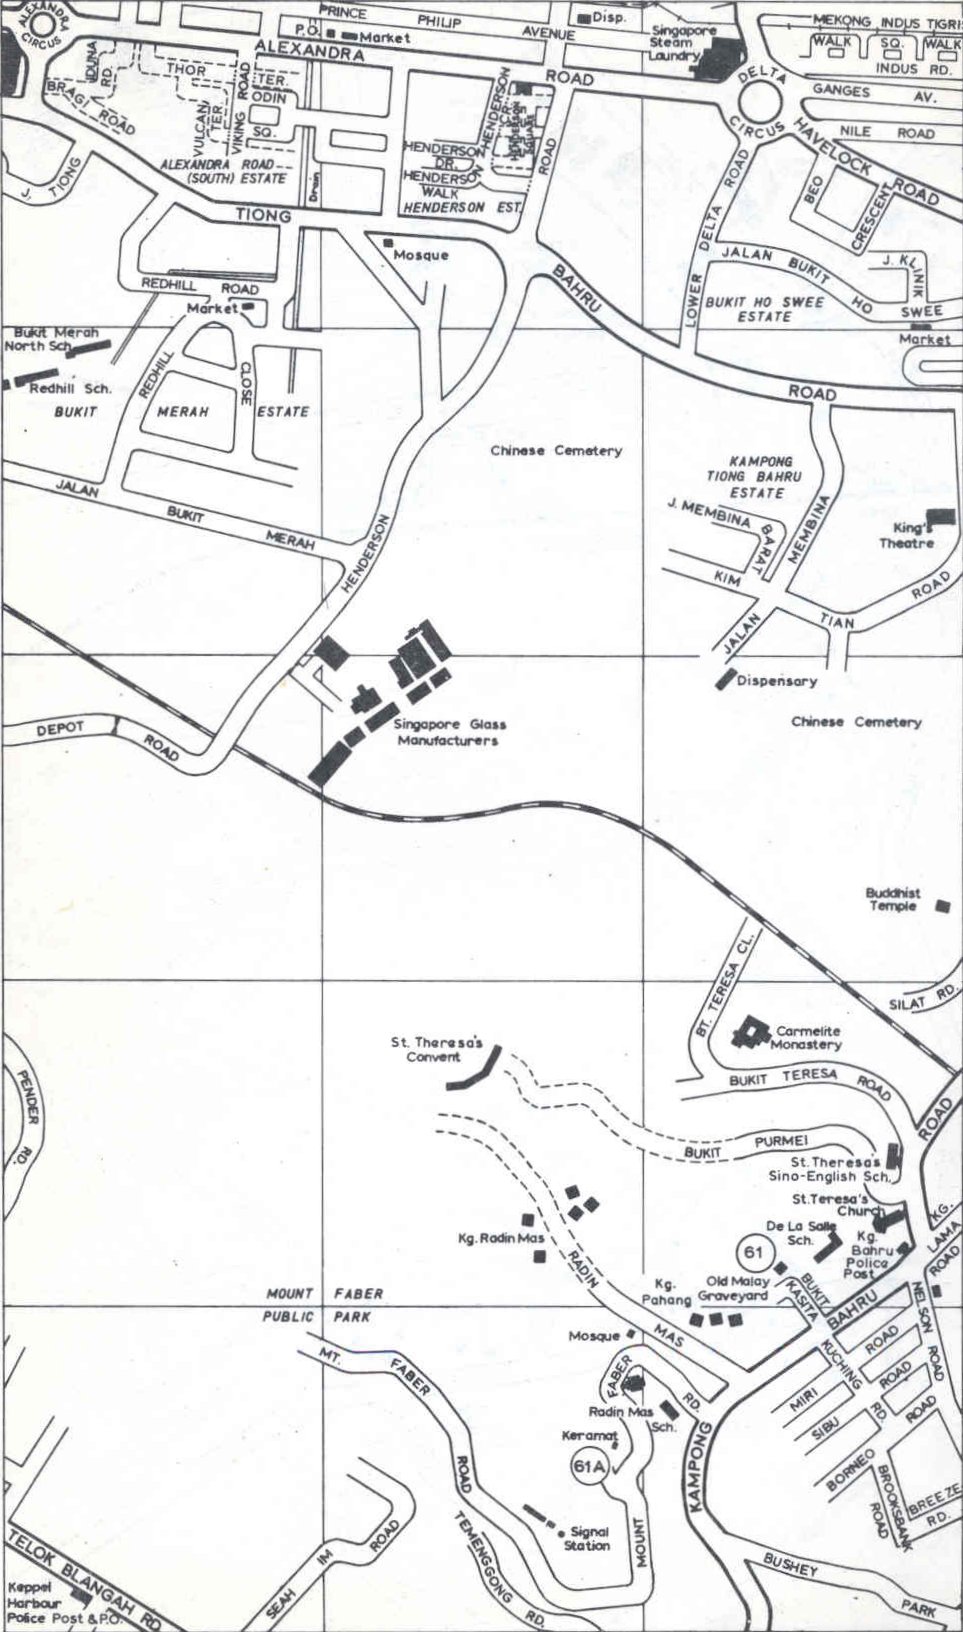 ALEXANDRA
CIRCUS
PRINCE PHILIP AVENUE
P.O.
Market
Disp.
Singapore
Steam
Laundry
MEKONG INDUS TIGRIS
WALK SQ. WALK
INDUS RD.
ALEXANDRA ROAD
IDUNA
RD.
THOR
BRAGI ROAD
VULCAN
TER.
VIKING ROAD
TER.
ODIN
SQ.
ALEXANDRA ROAD
(SOUTH) ESTATE
Drain
HENDERSON
HENDERSON
SQUARE
HENDERSON
DR.
HENDERSON
WALK
HENDERSON EST.
ROAD
DELTA
CIRCUS
GANGES AV.
NILE ROAD
HAVELOCK ROAD
BEO
CRESCENT
J. TIONG
TIONG
BAHRU
ROAD
Mosque
LOWER DELTA ROAD
JALAN BUKIT HO SWEE
J. KLINIK
BUKIT HO SWEE
ESTATE
Market
REDHILL ROAD
Market
Bukit Merah
North Sch.
Redhill Sch.
REDHILL
CLOSE
BUKIT MERAH ESTATE
Chinese Cemetery
KAMPONG
TIONG BAHRU
ESTATE
J. MEMBINA
BARAT
JALAN MEMBINA
King's
Theatre
KIM TIAN ROAD
JALAN BUKIT MERAH
HENDERSON
Dispensary
Chinese Cemetery
Singapore Glass
Manufacturers
DEPOT ROAD
Buddhist
Temple
SILAT RD.
BT. TERESA CL.
Carmelite
Monastery
BUKIT TERESA ROAD
St. Theresa's
Convent
PENDER RD.
BUKIT PURMEI
ROAD
St. Theresa's
Sino-English Sch.
St. Teresa's
Church
De La Salle
Sch.
Kg.
Bahru
Police
Post
KG.
LAMA
ROAD
61
Kg. Radin Mas
RADIN MAS RD.
Kg.
Pahang
Old Malay
Graveyard
BUKIT
KASITA
BAHRU
NELSON ROAD
MOUNT FABER
PUBLIC PARK
Mosque
MT. FABER ROAD
FABER
Radin Mas
Sch.
Keramat
61A
KUCHING RD.
MIRI ROAD
SIBU ROAD
BORNEO ROAD
BROOKSBANK
ROAD
BREEZE
RD.
KAMPONG
Signal
Station
MOUNT
TEMENGGONG RD.
SEAH IM ROAD
TELOK BLANGAH RD.
Keppel
Harbour
Police Post & P.O.
BUSHEY PARK